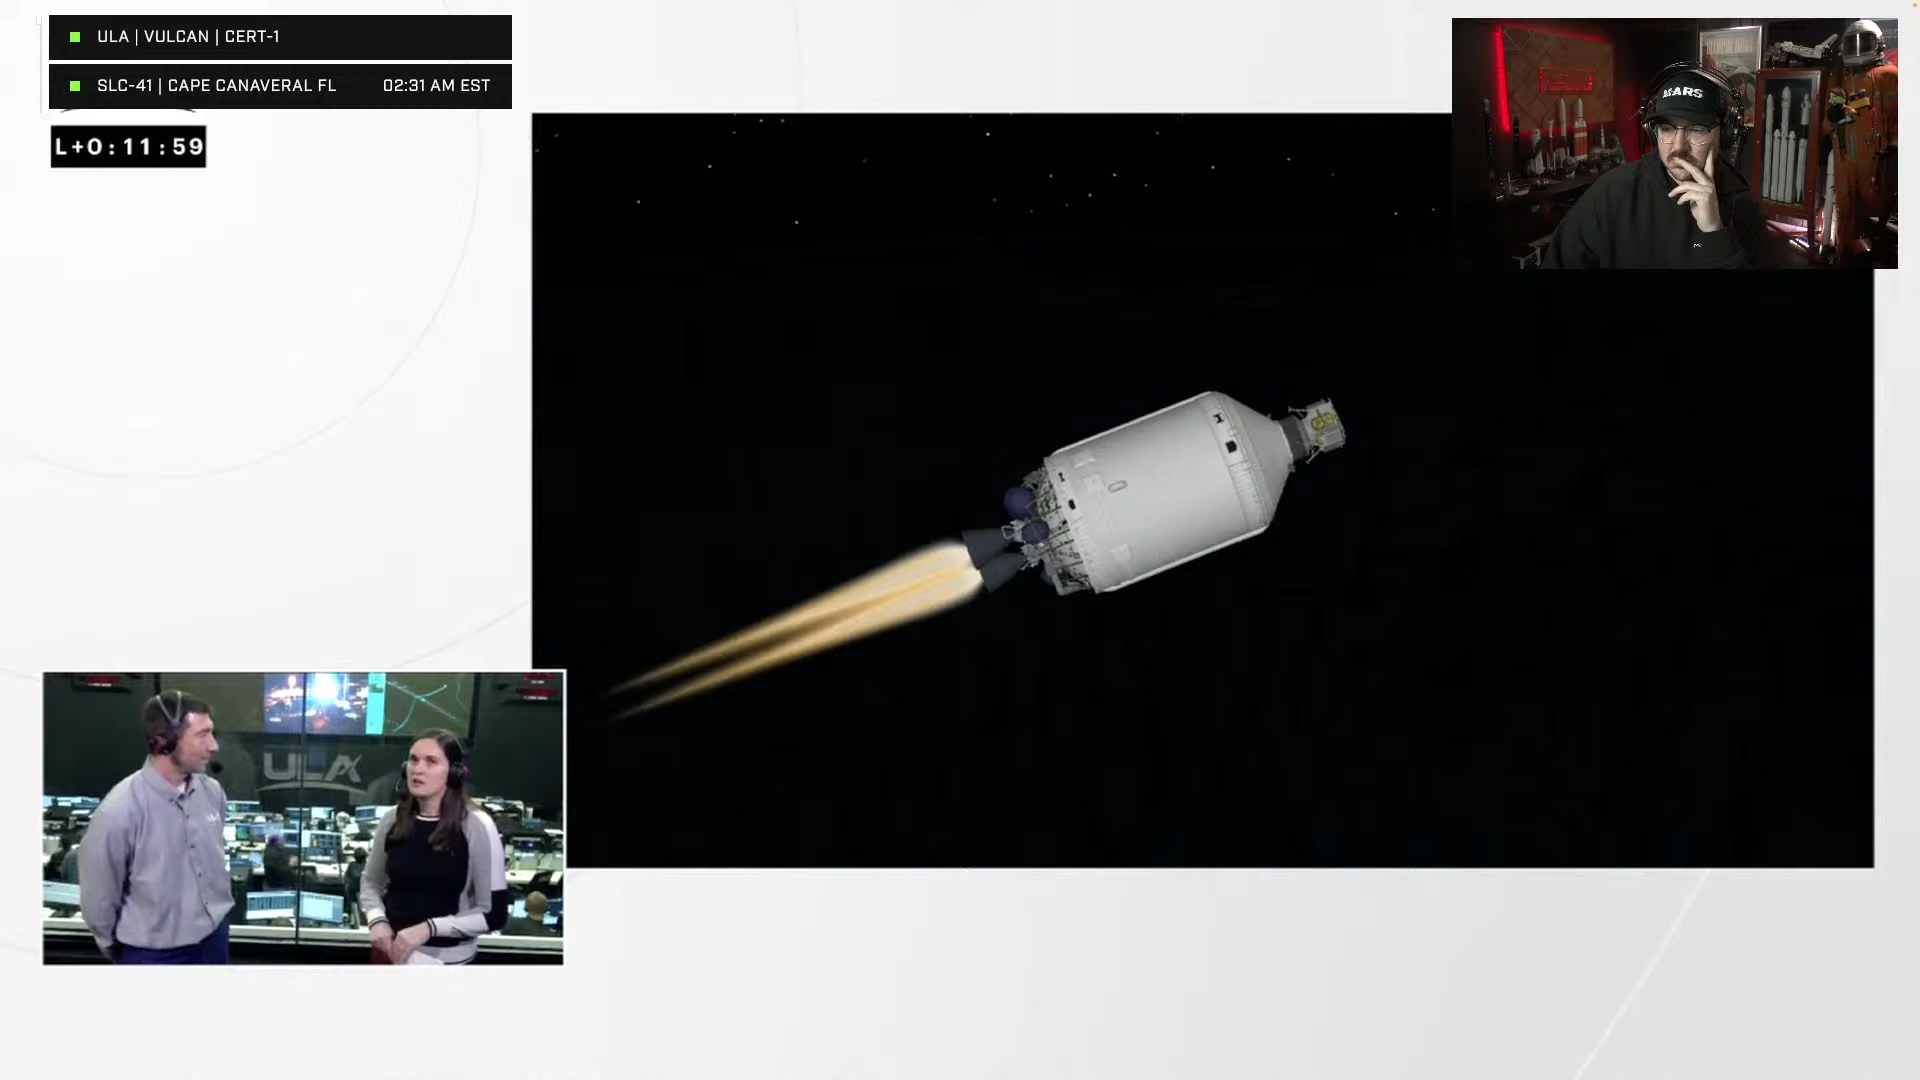 ULA | VULCAN | CERT-1
SLC-41 | CAPE CANAVERAL FL 02:31 AM EST
L+0:11:59
MARS
ULA